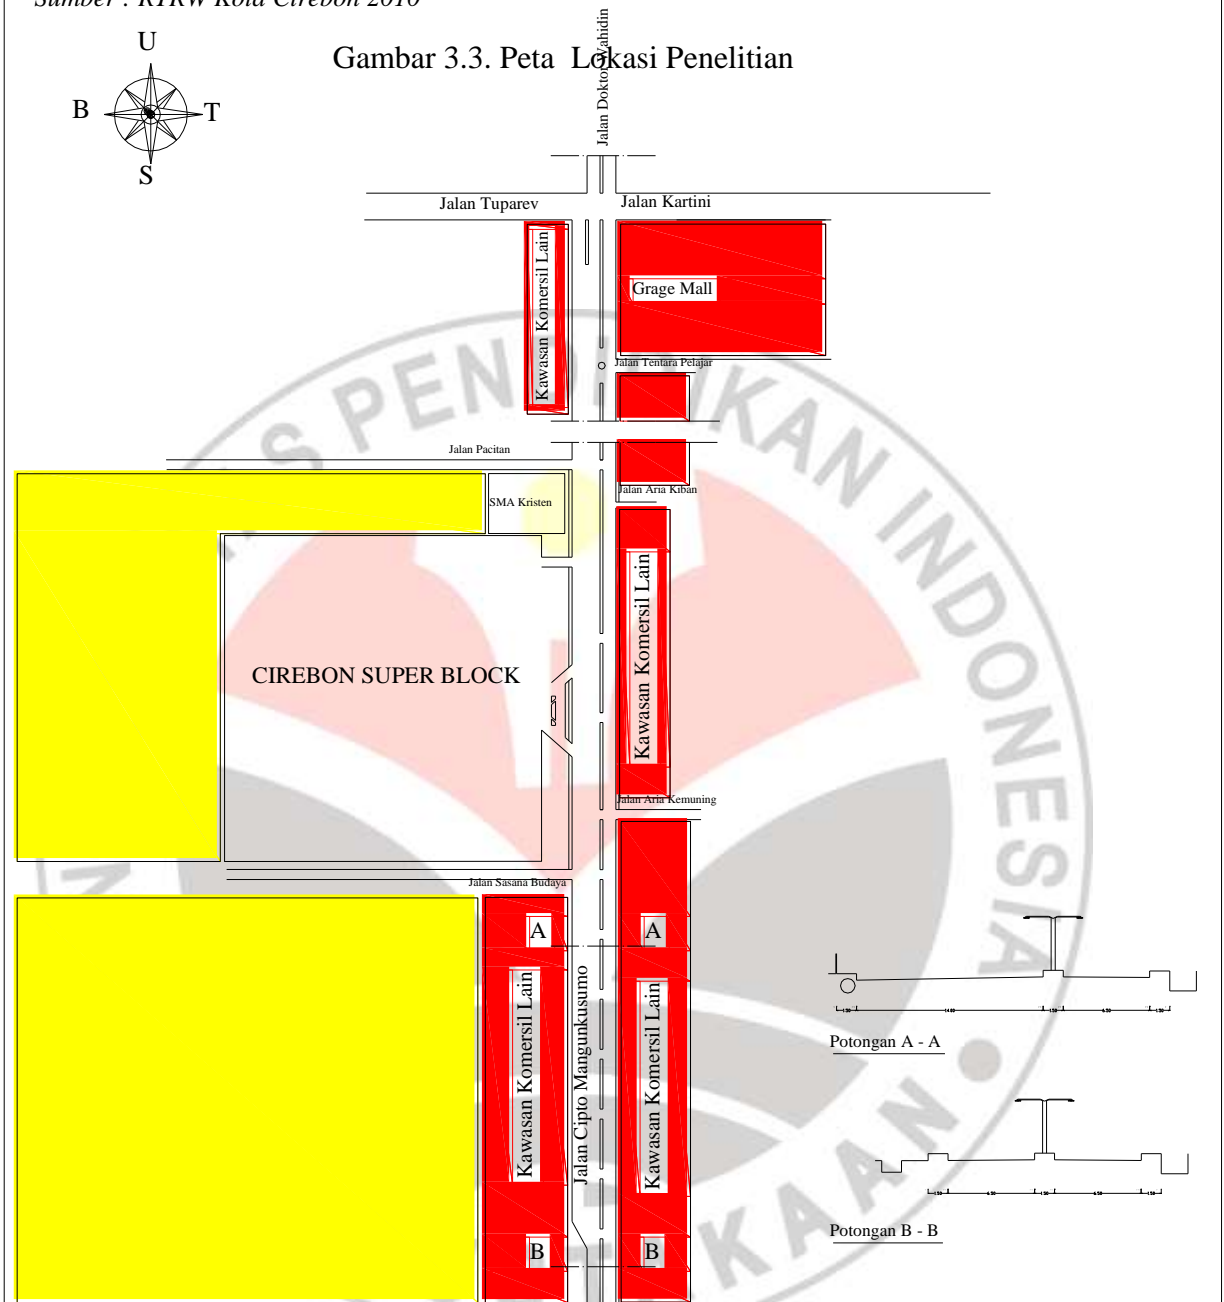 Sumber : RTRW Kota Cirebon 2010
Gambar 3.3. Peta Lokasi Penelitian
U
B
T
S
Jalan Doktor Wahidin
Jalan Tuparev
Jalan Kartini
Kawasan Komersil Lain
Grage Mall
Jalan Tentara Pelajar
Jalan Pacitan
Jalan Aria Kiban
SMA Kristen
CIREBON SUPER BLOCK
Kawasan Komersil Lain
Jalan Aria Kemuning
Jalan Sasana Budaya
A
A
Kawasan Komersil Lain
Jalan Cipto Mangunkusumo
Kawasan Komersil Lain
Potongan A - A
B
B
Potongan B - B
PENDIDIKAN INDONESIA